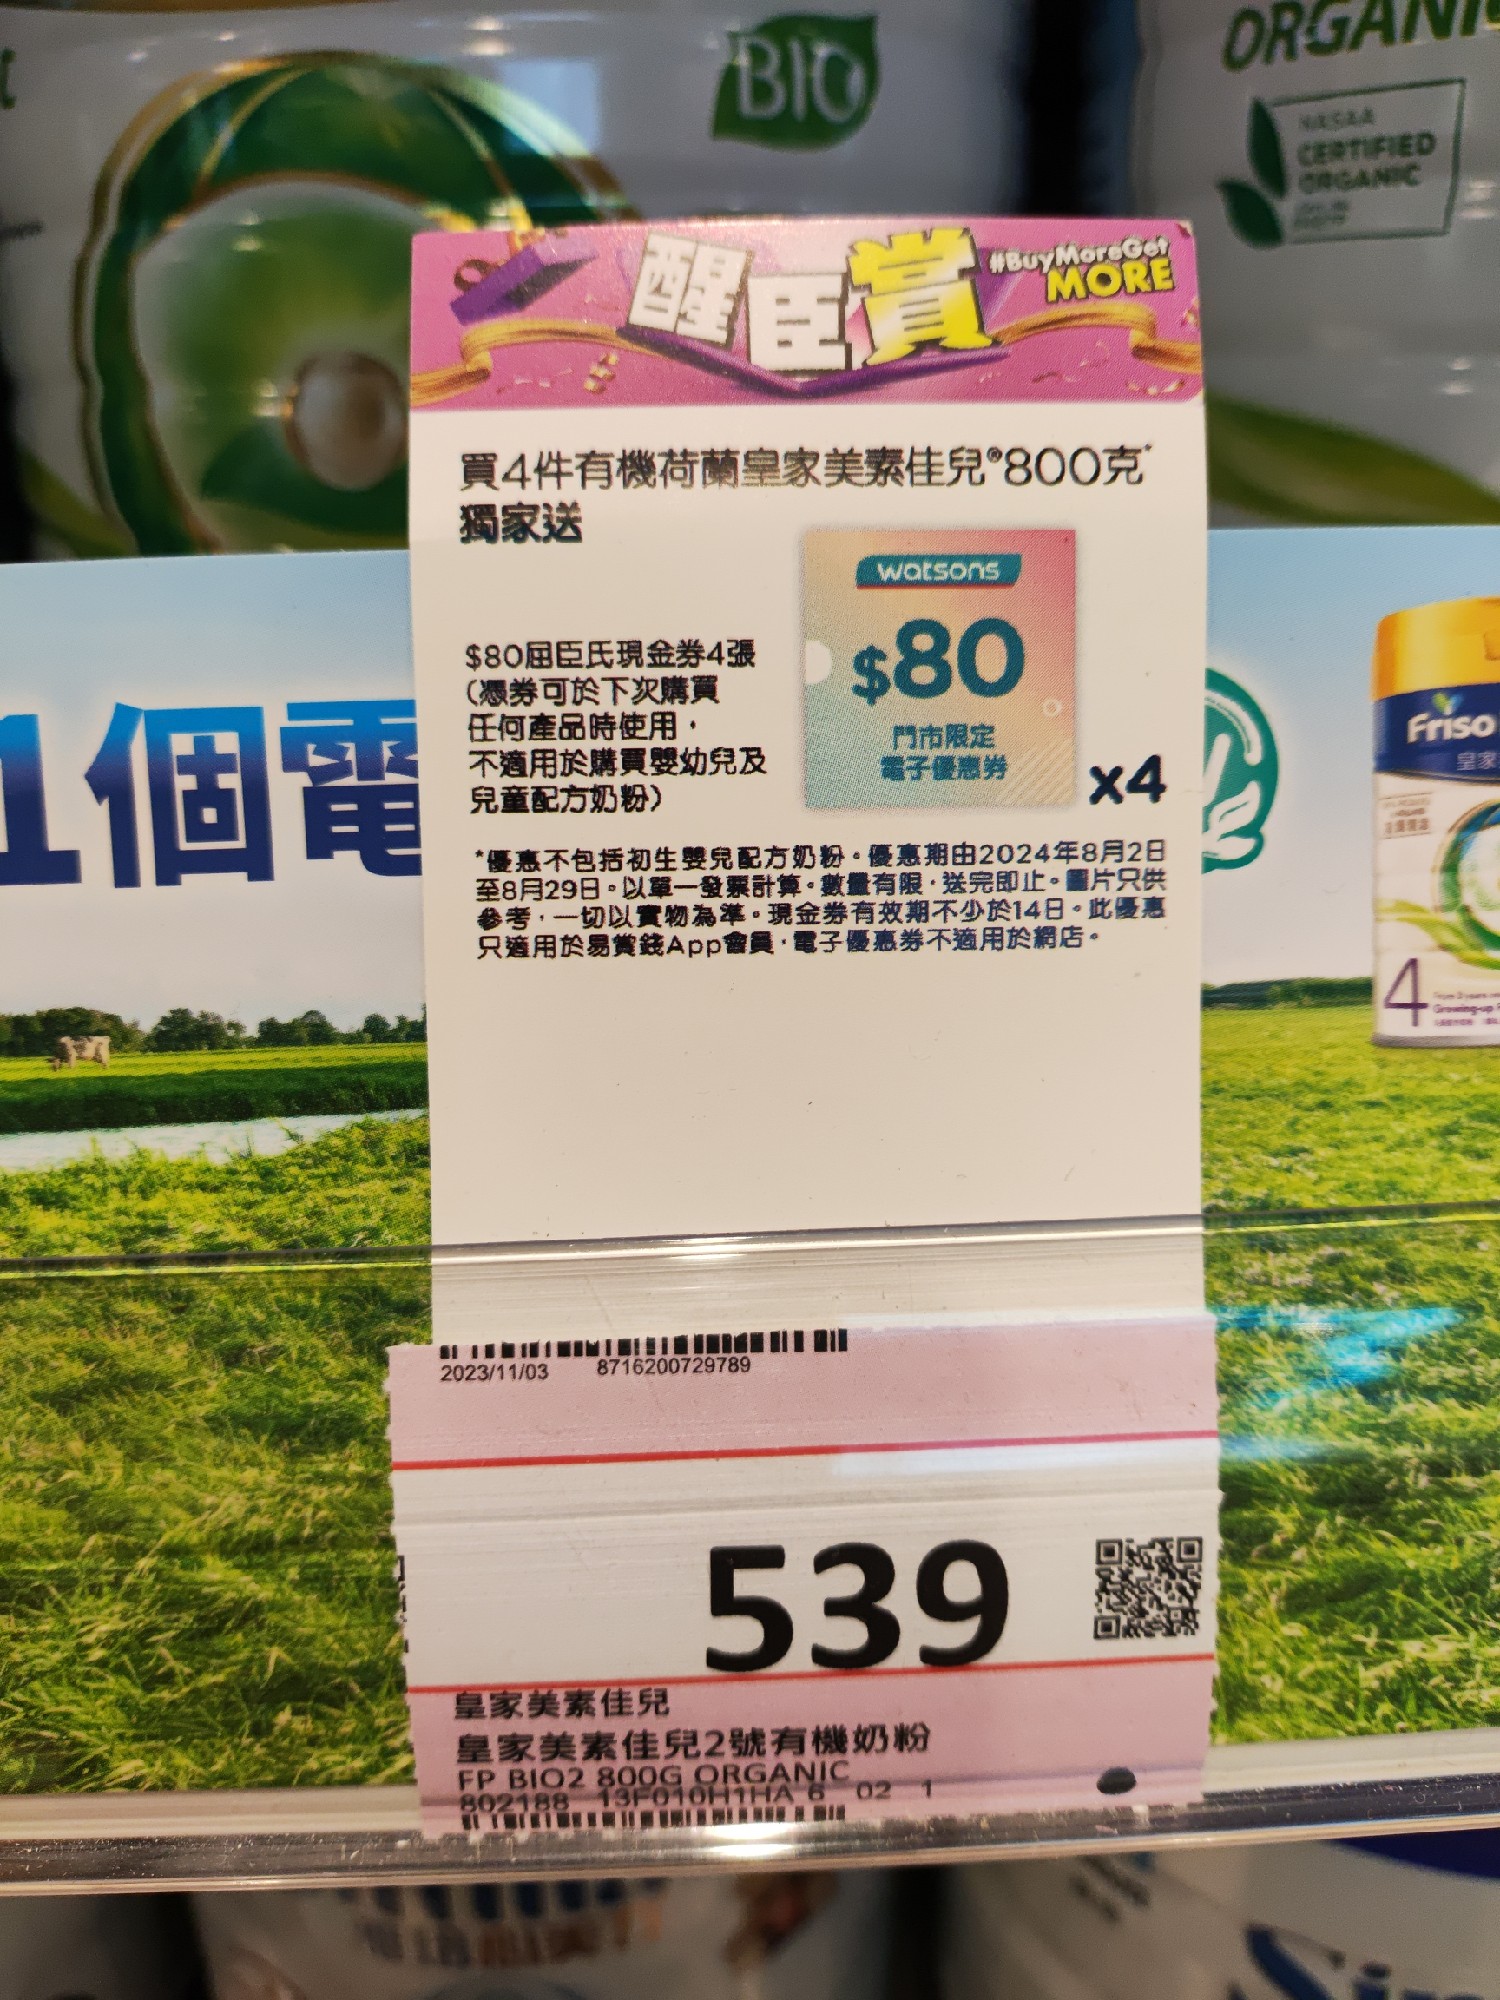 BIO
ORGANIC
NASAA
CERTIFIED
ORGANIC
醒臣賞
#BuyMoreGet
MORE
買4件有機荷蘭皇家美素佳兒®800克*
獨家送
watsons
$80
門市限定
電子優惠券
x4
$80屈臣氏現金券4張
(憑券可於下次購買
任何產品時使用，
不適用於購買嬰幼兒及
兒童配方奶粉)
*優惠不包括初生嬰兒配方奶粉。優惠期由2024年8月2日
至8月29日。以單一發票計算。數量有限，送完即止。圖片只供
參考，一切以實物為準。現金券有效期不少於14日。此優惠
只適用於易賞錢App會員，電子優惠券不適用於網店。
1個電
Friso
皇家
4
Growing-up
2023/11/03 8716200729789
539
皇家美素佳兒
皇家美素佳兒2號有機奶粉
FP BIO2 800G ORGANIC
802188 13F010H1HA 6 02 1